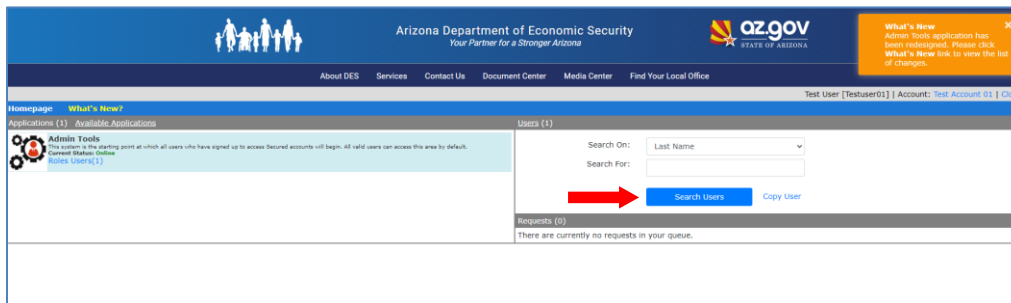 Arizona Department of Economic Security
Your Partner for a Stronger Arizona
az.gov
STATE OF ARIZONA
What's New
Admin Tools application has
been redesigned. Please click
What's New link to view the list
of changes.
About DES Services Contact Us Document Center Media Center Find Your Local Office
Test User [Testuser01] | Account: Test Account 01 |
Homepage What's New?
Applications (1) Available Applications
Users (1)
Admin Tools
This system is the starting point at which all users who have signed up to access Secured accounts will begin. All valid users can access this area by default.
Current Status: Online
Roles Users(1)
Search On: Last Name
Search For:
Search Users Copy User
Requests (0)
There are currently no requests in your queue.